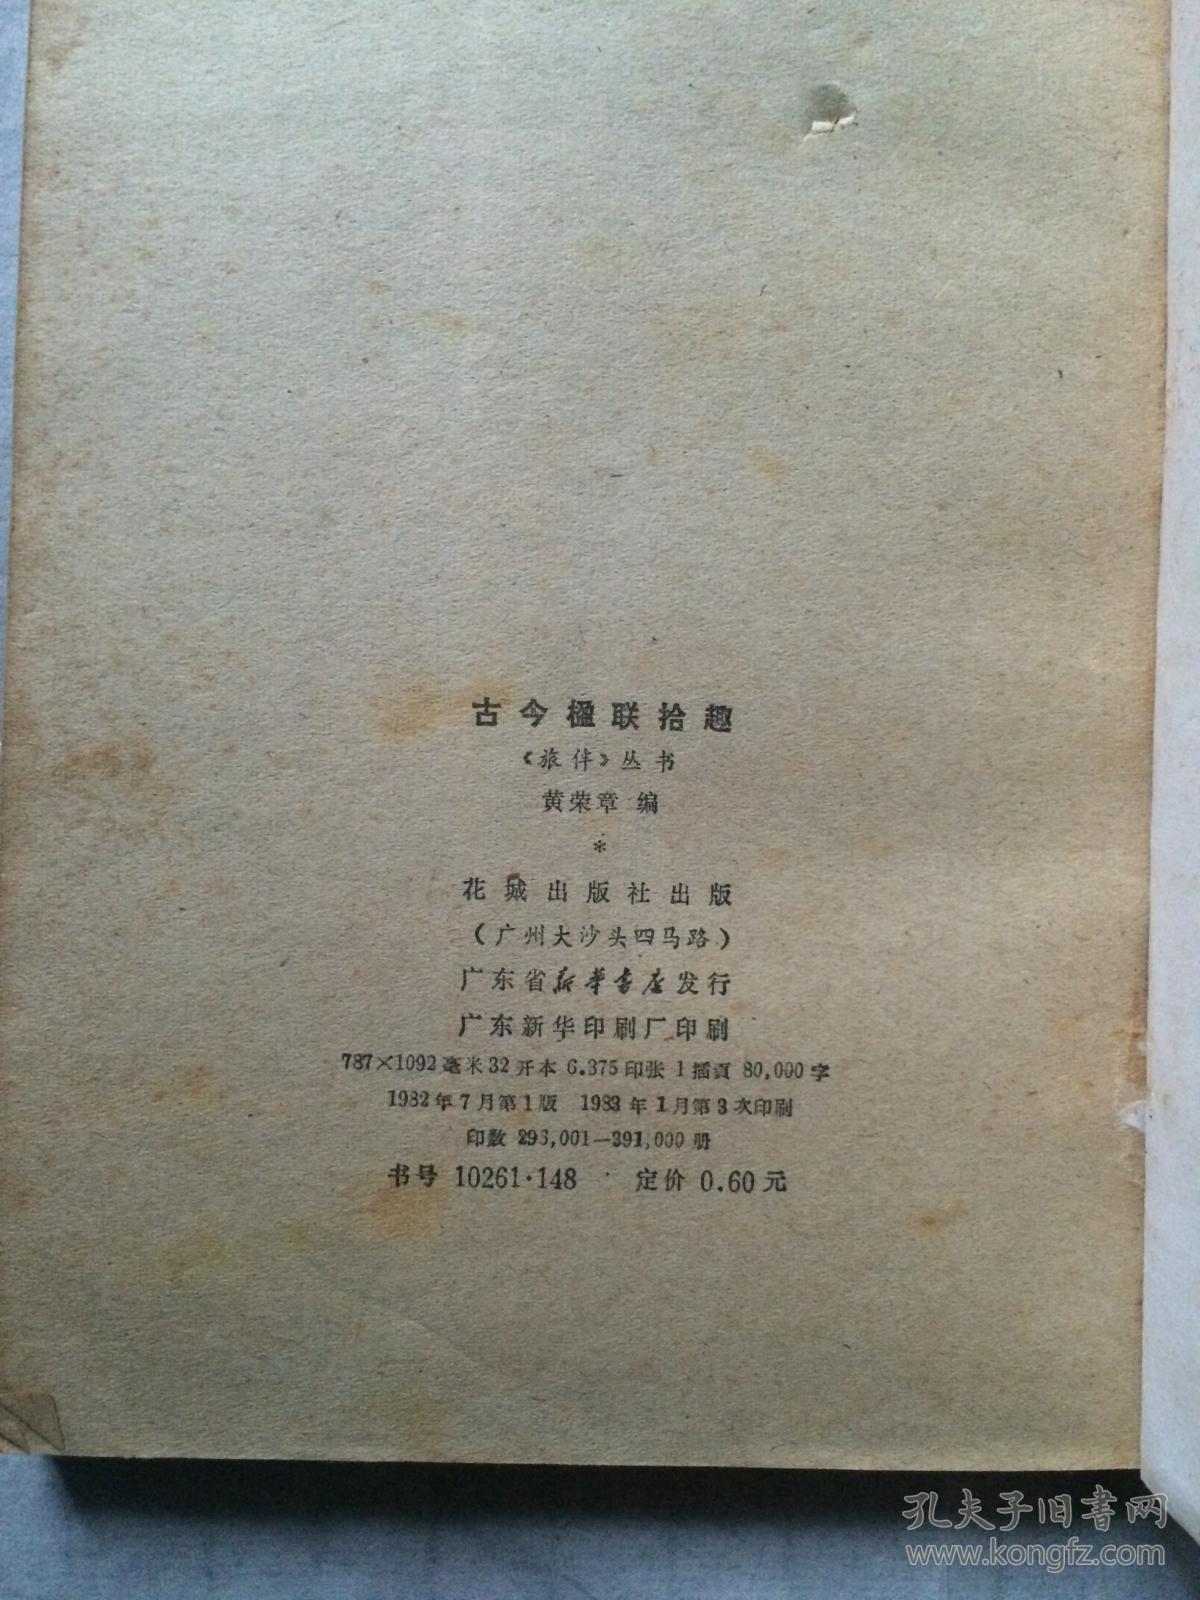 古今楹联拾趣
《旅伴》丛书
黄荣章 编
*
花城出版社出版
（广州大沙头四马路）
广东省新华书店发行
广东新华印刷厂印刷
787×1092毫米32开本 6.375印张 1插頁 80,000字
1982年7月第1版 1983年1月第3次印刷
印数 293,001—391,000册
书号 10261·148 定价 0.60元
孔夫子旧书网
www.kongfz.com